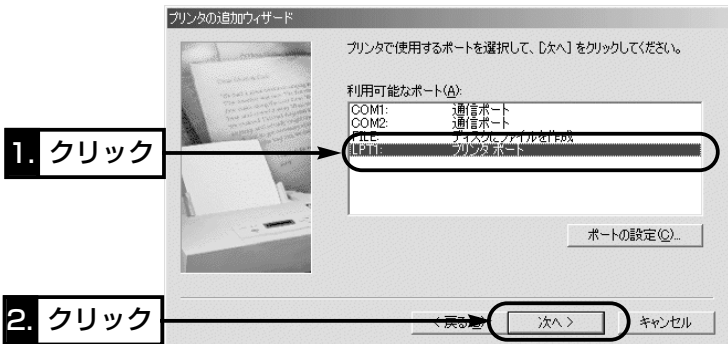 プリンタの追加ウィザード
プリンタで使用するポートを選択して、[次へ] をクリックしてください。
利用可能なポート(A):
COM1: 通信ポート
COM2: 通信ポート
FILE: ディスクにファイルを作成
LPT1: プリンタ ポート
1. クリック
ポートの設定(C)...
2. クリック
< 戻る(B)
次へ >
キャンセル